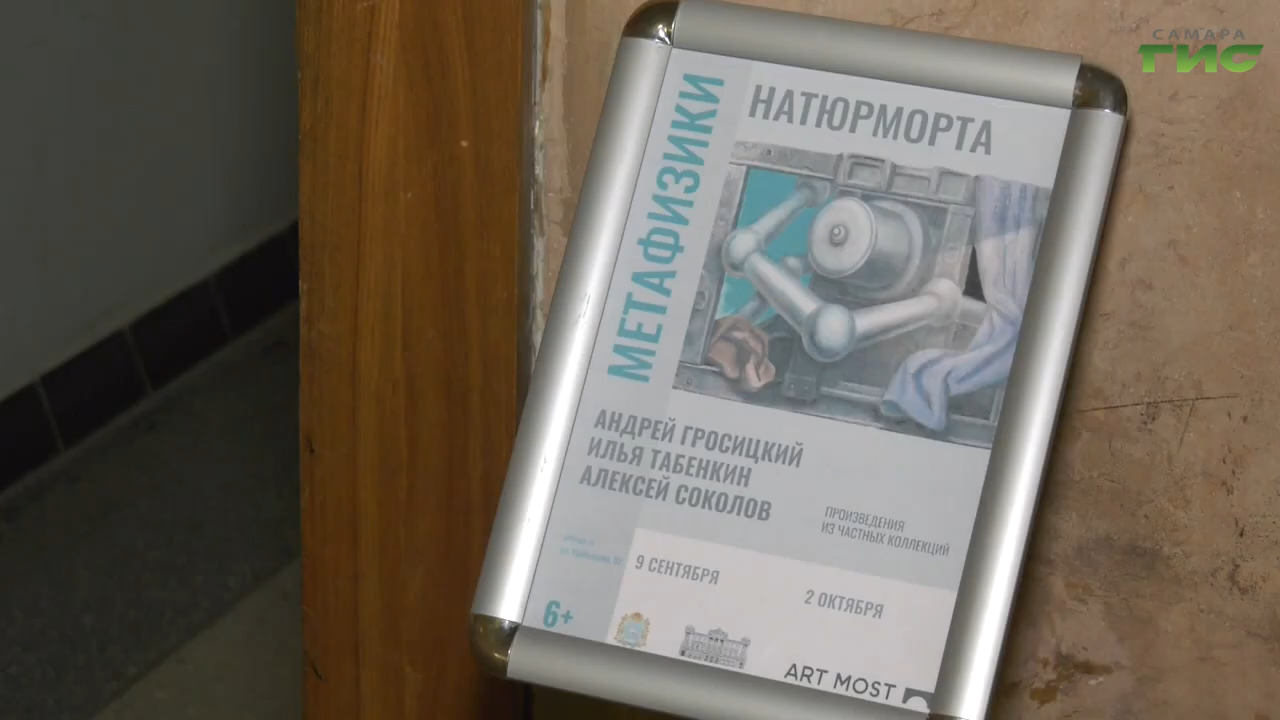 САМАРА
ГИС
МЕТАФИЗИКИ
НАТЮРМОРТА
АНДРЕЙ ГРОСИЦКИЙ
ИЛЬЯ ТАБЕНКИН
АЛЕКСЕЙ СОКОЛОВ
ПРОИЗВЕДЕНИЯ
ИЗ ЧАСТНЫХ КОЛЛЕКЦИЙ
9 СЕНТЯБРЯ
2 ОКТЯБРЯ
6+
ART MOST